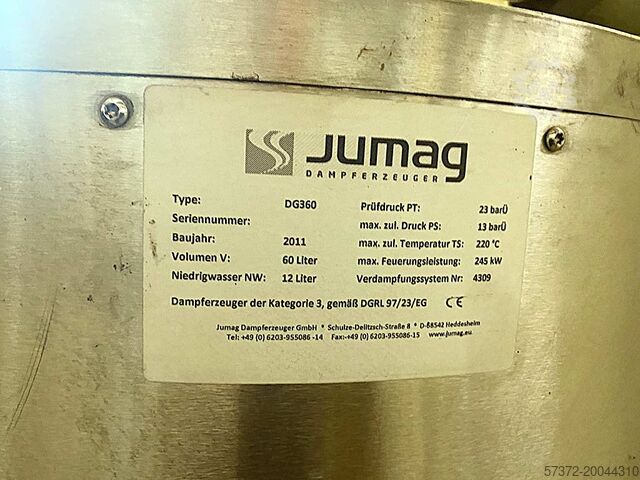 Jumag
DAMPFERZEUGER
Type: DG360 Prüfdruck PT: 23 barÜ
Seriennummer: max. zul. Druck PS: 13 barÜ
Baujahr: 2011 max. zul. Temperatur TS: 220 °C
Volumen V: 60 Liter max. Feuerungsleistung: 245 kW
Niedrigwasser NW: 12 Liter Verdampfungssystem Nr: 4309
Dampferzeuger der Kategorie 3, gemäß DGRL 97/23/EG CE
Jumag Dampferzeuger GmbH * Schulze-Delitzsch-Straße 8 * D-68542 Heddesheim
Tel: +49 (0) 6203-955086 -14 Fax:-+49 (0) 6203-955086-15 www.jumag.eu
57372-20044310